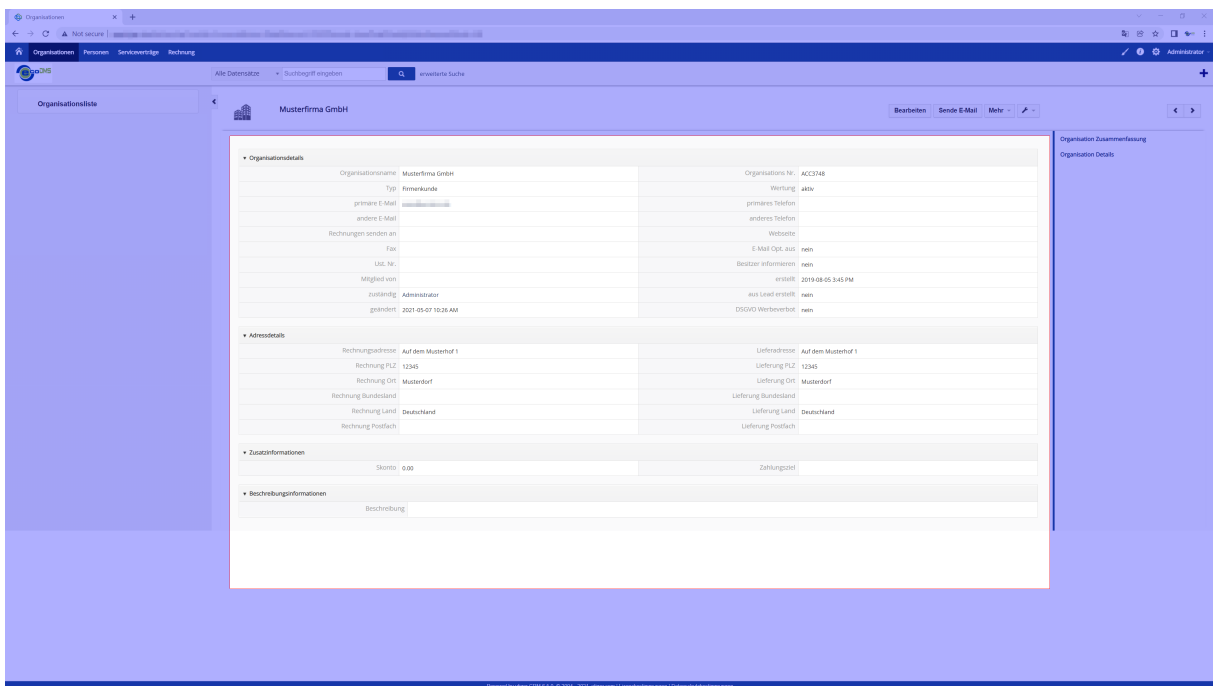 Organisationen
Not secure
Organisationen Personen Serviceverträge Rechnung Administrator
go365
Alle Datensätze Suchbegriff eingeben erweiterte Suche
Organisationsliste
Musterfirma GmbH
Bearbeiten Sende E-Mail Mehr
Organisation Zusammenfassung
Organisation Details
Organisationsdetails
Organisationsname Musterfirma GmbH Organisations Nr. ACC3748
Typ Firmenkunde Wertung aktiv
primäre E-Mail primäres Telefon
andere E-Mail anderes Telefon
Rechnungen senden an Webseite
Fax E.Mail Opt. aus nein
Ust. Nr. Besitzer informieren nein
Mitglied von erstellt 2019-08-05 3:45 PM
zuständig Administrator aus Lead erstellt nein
geändert 2021-05-07 10:26 AM DSGVO Werbeverbot nein
Adressdetails
Rechnungsadresse Auf dem Musterhof 1 Lieferadresse Auf dem Musterhof 1
Rechnung PLZ 12345 Lieferung PLZ 12345
Rechnung Ort Musterdorf Lieferung Ort Musterdorf
Rechnung Bundesland Lieferung Bundesland
Rechnung Land Deutschland Lieferung Land Deutschland
Rechnung Postfach Lieferung Postfach
Zusatzinformationen
Skonto 0.00 Zahlungsziel
Beschreibungsinformationen
Beschreibung